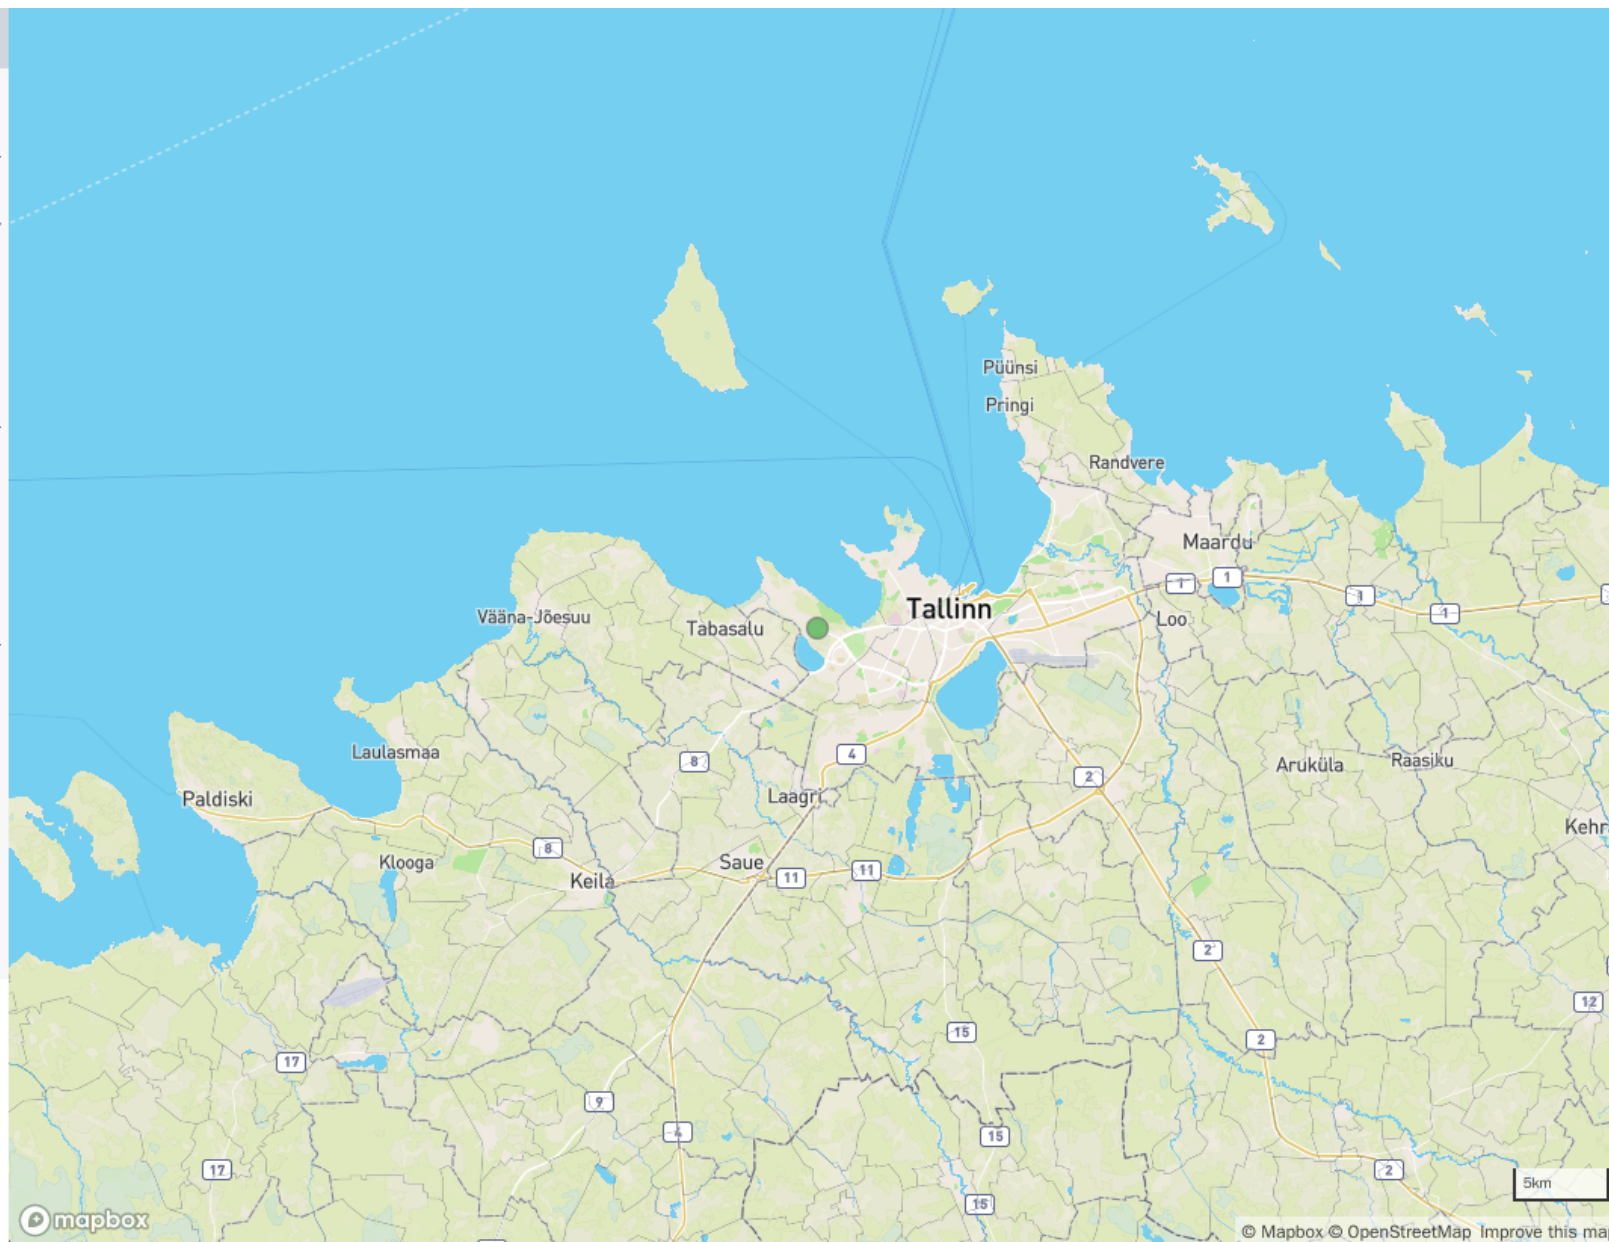 Püünsi
Pringi
Randvere
Maardu
1
1
1
1
Tallinn
Vääna-Jõesuu
Tabasalu
Loo
Laulasmaa
4
8
2
Aruküla
Raasiku
Paldiski
Laagri
Kehr
8
Klooga
Saue
11
11
Keila
2
12
15
2
17
9
4
15
17
2
5km
15
mapbox
© Mapbox © OpenStreetMap Improve this map